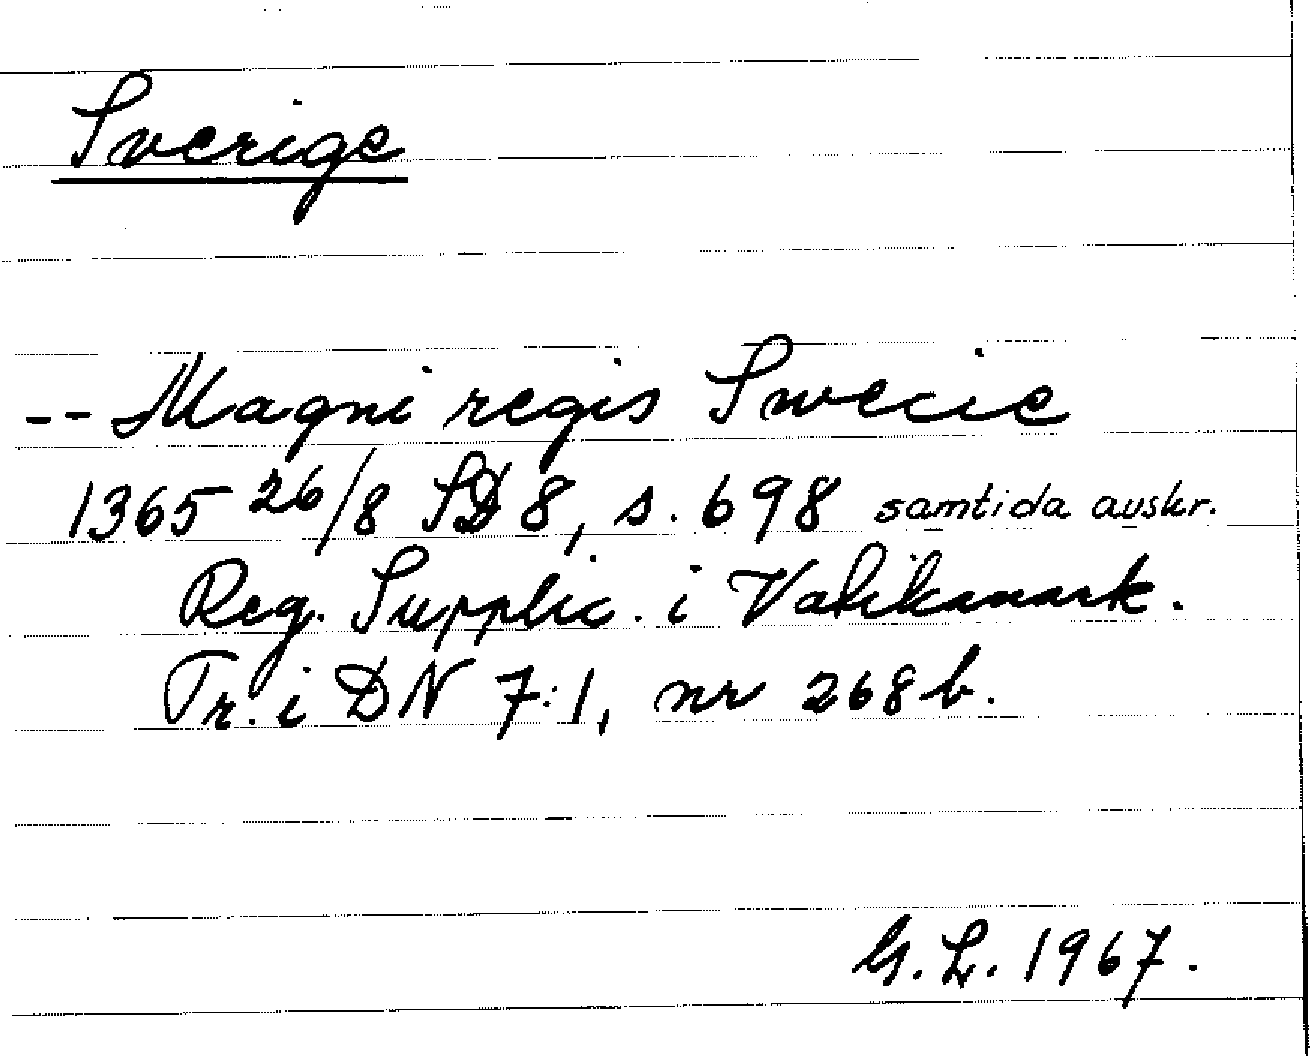 Sverige
-- Magni regis Swecie
1365 26/8 SD 8, s. 698 samtida avskr.
Reg. Supplic. i Vatikanark.
Tr. i DN 7:1, nr 268 b.
G. L. 1967.